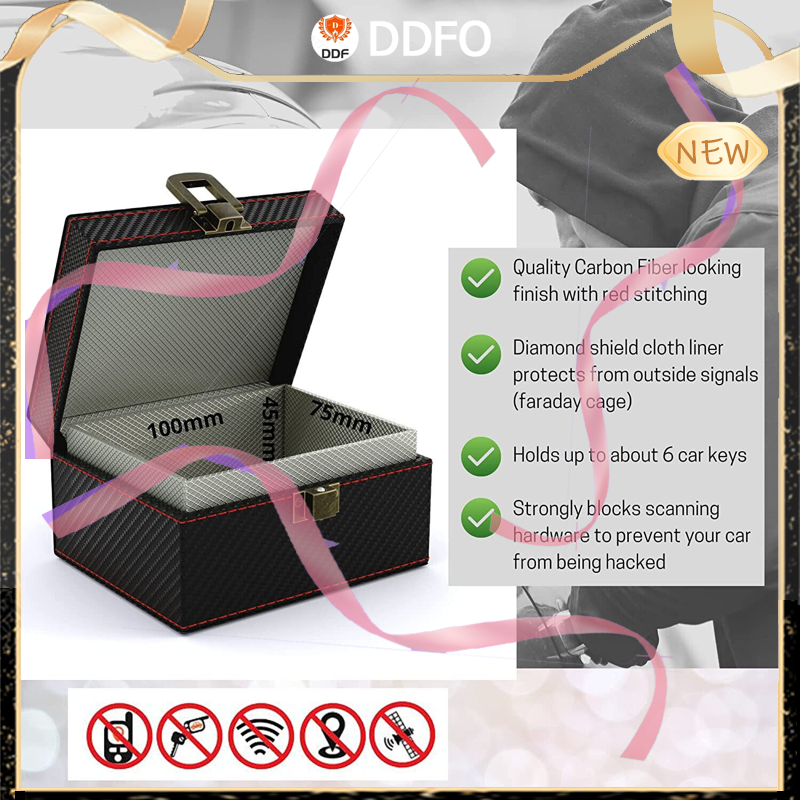 DDF
DDFO
NEW
Quality Carbon Fiber looking
finish with red stitching
Diamond shield cloth liner
protects from outside signals
(faraday cage)
Holds up to about 6 car keys
Strongly blocks scanning
hardware to prevent your car
from being hacked
100mm
45mm
75mm